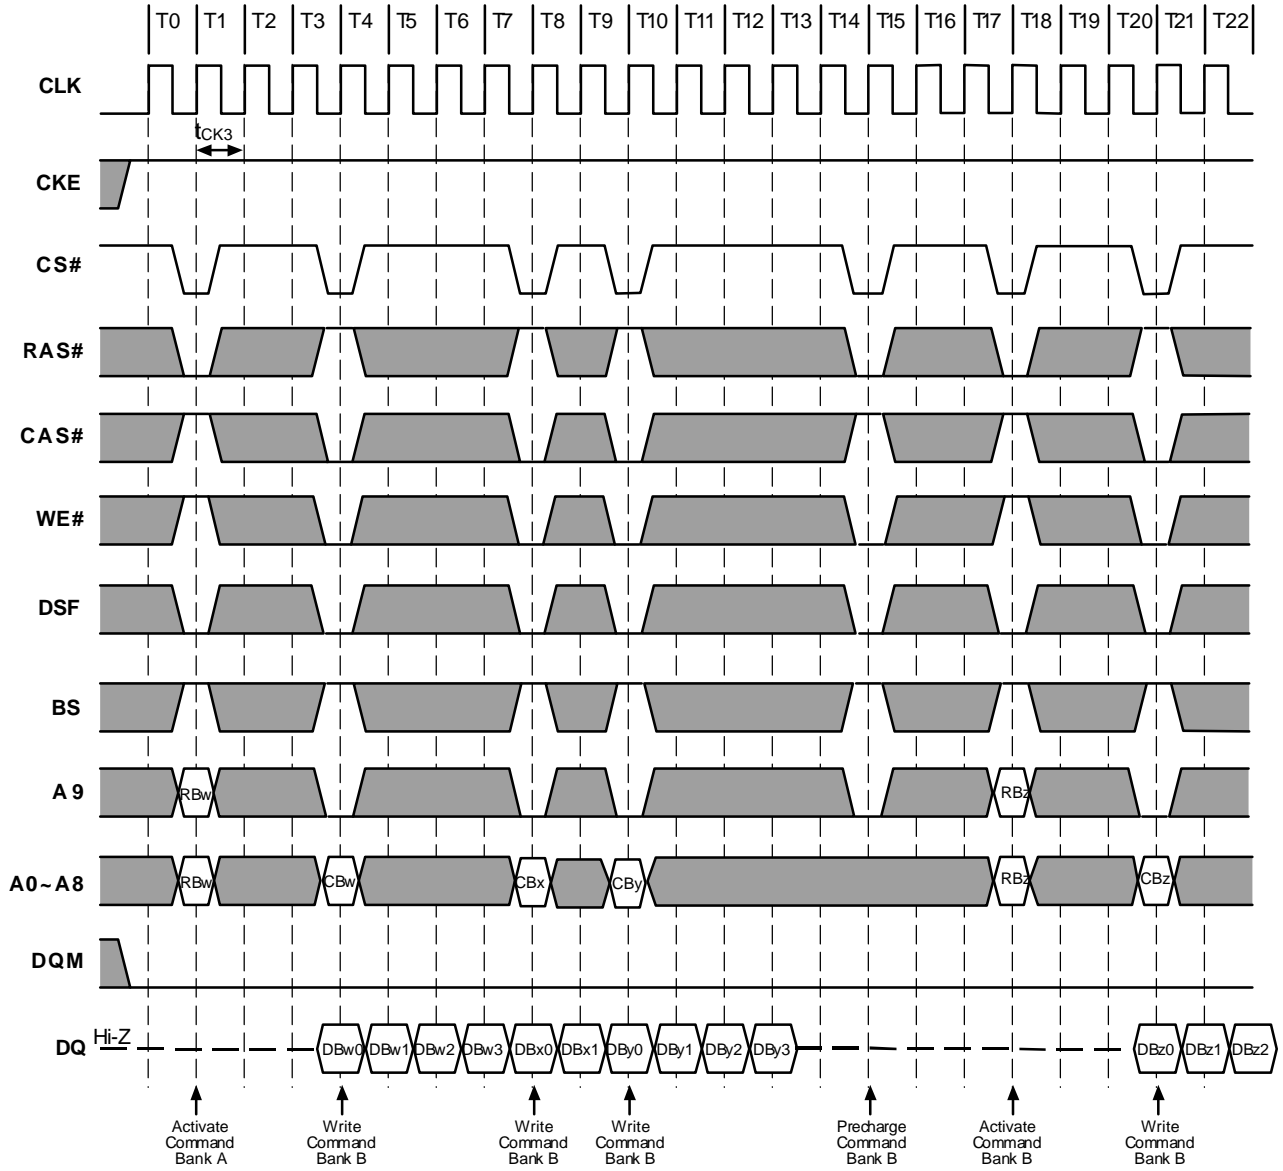 T0 T1 T2 T3 T4 T5 T6 T7 T8 T9 T10 T11 T12 T13 T14 T15 T16 T17 T18 T19 T20 T21 T22
CLK
tCK3
CKE
CS#
RAS#
CAS#
WE#
DSF
BS
A9 RBw RBz
A0~A8 RBw CBw CBx CBy RBz CBz
DQM
DQ Hi-Z DBw0 DBw1 DBw2 DBw3 DBx0 DBx1 DBy0 DBy1 DBy2 DBy3 DBz0 DBz1 DBz2
Activate Write Write Write Precharge Activate Write
Command Command Command Command Command Command Command
Bank A Bank B Bank B Bank B Bank B Bank B Bank B